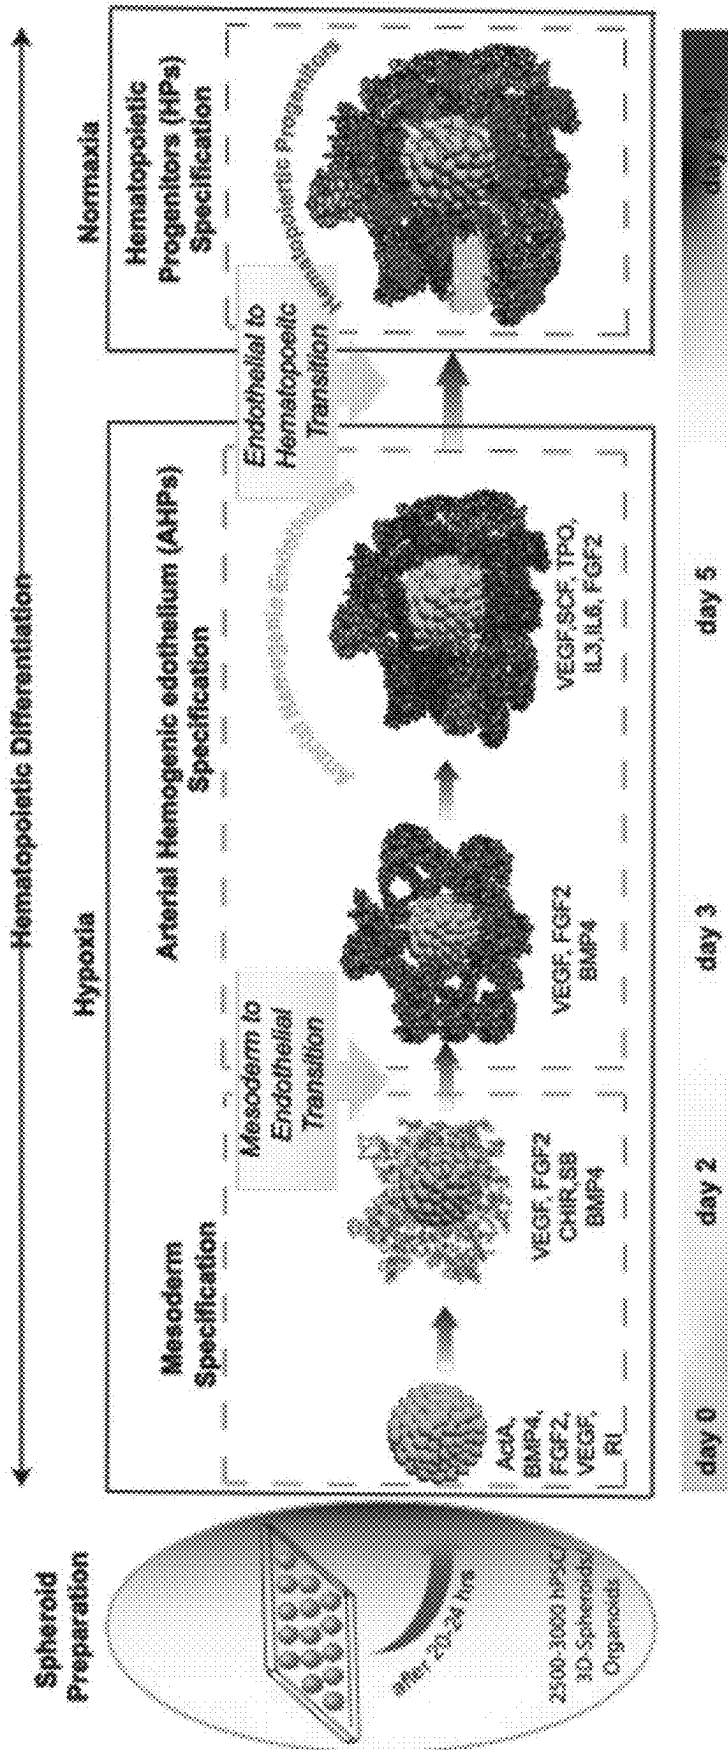 Hematopoietic Differentiation
Spheroid
Preparation
after 20-24 hrs
2500-3000 hPSC/
3D-Spheroids/
Organoids
Hypoxia
Mesoderm
Specification
Mesoderm to
Endothelial
Transition
Arterial Hemogenic edothelium (AHPs)
Specification
Endothelial to
Hematopoeitc
Transition
Normaxia
Hematopoietic
Progenitors (HPs)
Specification
Hematopoietic Progenitors
ActA,
BMP4,
FGF2,
VEGF,
RI
VEGF, FGF2
CHIR,SB
BMP4
VEGF, FGF2
BMP4
VEGF,SCF, TPO,
IL3,IL6, FGF2
day 0
day 2
day 3
day 5